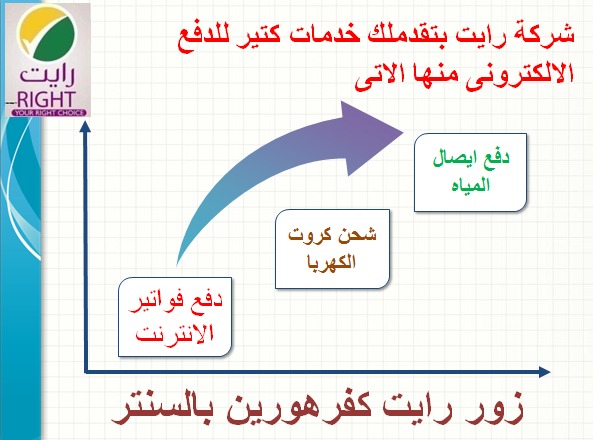 رايت
RIGHT
YOUR RIGHT CHOICE
شركة رايت بتقدملك خدمات كتير للدفع
الالكترونى منها الاتى
دفع ايصال
المياه
شحن كروت
الكهربا
دفع فواتير
الانترنت
زور رايت كفرهورين بالسنتر